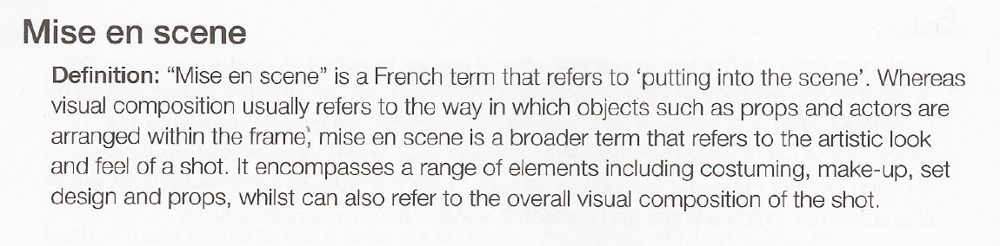 Mise en scene
Definition: “Mise en scene” is a French term that refers to ‘putting into the scene’. Whereas
visual composition usually refers to the way in which objects such as props and actors are
arranged within the frame, mise en scene is a broader term that refers to the artistic look
and feel of a shot. It encompasses a range of elements including costuming, make-up, set
design and props, whilst can also refer to the overall visual composition of the shot.